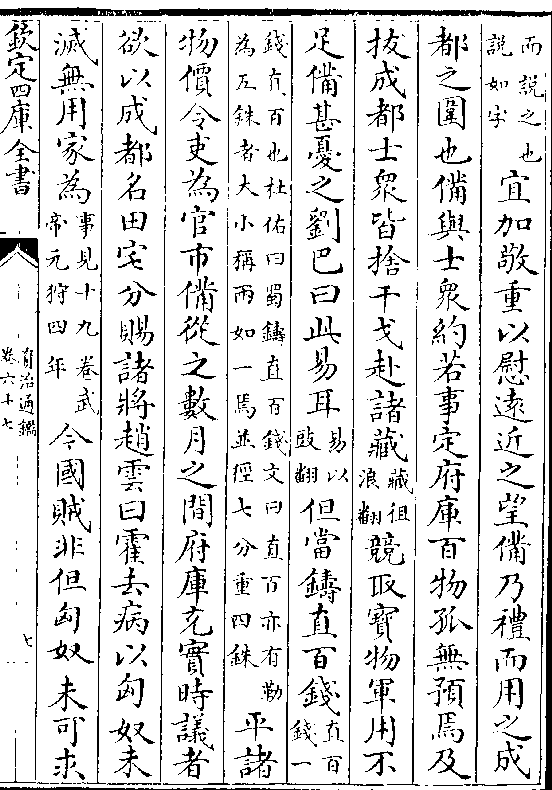 而說之也說如字宜加敬重以慰遠近之望備乃禮而用之成
都之圍也備與士衆約若事定府庫百物孤無預焉及
拔成都士衆皆捨干戈赴諸藏藏徂浪翻競取寶物軍用不
足備甚憂之劉巴曰此易耳易以豉翻但當鑄直百錢直百錢一
錢直百也杜佑曰蜀鑄直百錢文曰直百亦有勒為五銖者大小稱兩如一焉並徑七分重四銖平諸
物價令吏為官市備從之數月之間府庫充實時議者
欲以成都名田宅分賜諸將趙雲曰霍去病以匈奴未
滅無用家為事見十九卷武帝元狩四年今國賊非但匈奴未可求
欽定四庫全書
資治通鑑
卷六十七
七